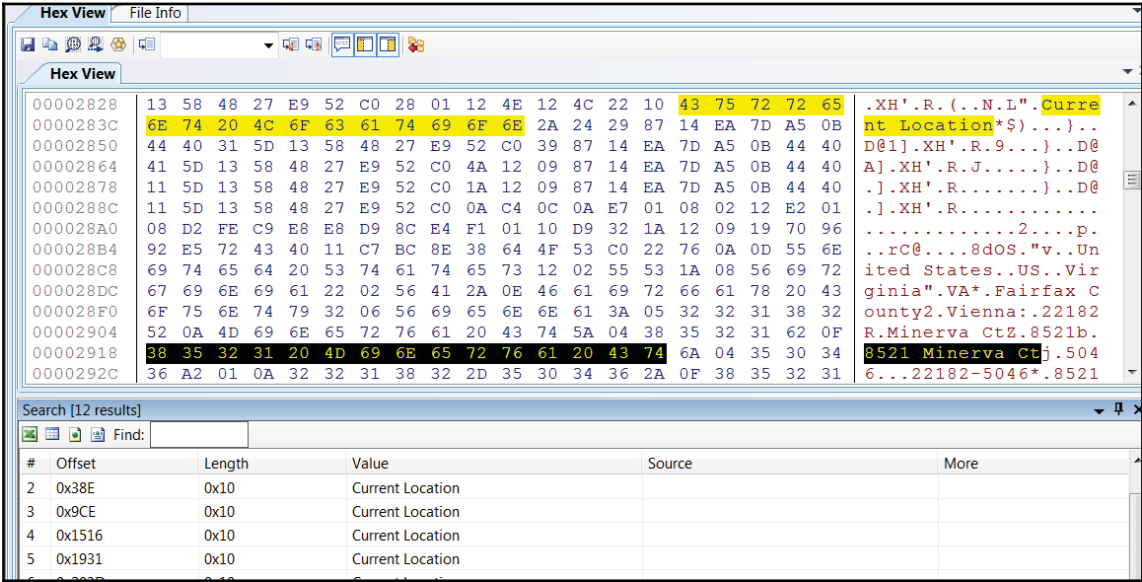 Hex View File Info
Hex View
00002828 13 58 48 27 E9 52 C0 28 01 12 4E 12 4C 22 10 43 75 72 72 65 .XH'.R.(..N.L".Curre
0000283C 6E 74 20 4C 6F 63 61 74 69 6F 6E 2A 24 29 87 14 EA 7D A5 0B nt Location*$)...}..
00002850 44 40 31 5D 13 58 48 27 E9 52 C0 39 87 14 EA 7D A5 0B 44 40 D@1].XH'.R.9...}..D@
00002864 41 5D 13 58 48 27 E9 52 C0 4A 12 09 87 14 EA 7D A5 0B 44 40 A].XH'.R.J.....}..D@
00002878 11 5D 13 58 48 27 E9 52 C0 1A 12 09 87 14 EA 7D A5 0B 44 40 .].XH'.R.......}..D@
0000288C 11 5D 13 58 48 27 E9 52 C0 0A C4 0C 0A E7 01 08 02 12 E2 01 .].XH'.R............
000028A0 08 D2 FE C9 E8 E8 D9 8C E4 F1 01 10 D9 32 1A 12 09 19 70 96 .............2....p.
000028B4 92 E5 72 43 40 11 C7 BC 8E 38 64 4F 53 C0 22 76 0A 0D 55 6E ..rC@....8dOS."v..Un
000028C8 69 74 65 64 20 53 74 61 74 65 73 12 02 55 53 1A 08 56 69 72 ited States..US..Vir
000028DC 67 69 6E 69 61 22 02 56 41 2A 0E 46 61 69 72 66 61 78 20 43 ginia".VA*.Fairfax C
000028F0 6F 75 6E 74 79 32 06 56 69 65 6E 6E 61 3A 05 32 32 31 38 32 ounty2.Vienna:.22182
00002904 52 0A 4D 69 6E 65 72 76 61 20 43 74 5A 04 38 35 32 31 62 0F R.Minerva CtZ.8521b.
00002918 38 35 32 31 20 4D 69 6E 65 72 76 61 20 43 74 6A 04 35 30 34 8521 Minerva Ctj.504
0000292C 36 A2 01 0A 32 32 31 38 32 2D 35 30 34 36 2A 0F 38 35 32 31 6...22182-5046*.8521
Search [12 results]
Find:
# Offset Length Value Source More
2 0x38E 0x10 Current Location
3 0x9CE 0x10 Current Location
4 0x1516 0x10 Current Location
5 0x1931 0x10 Current Location